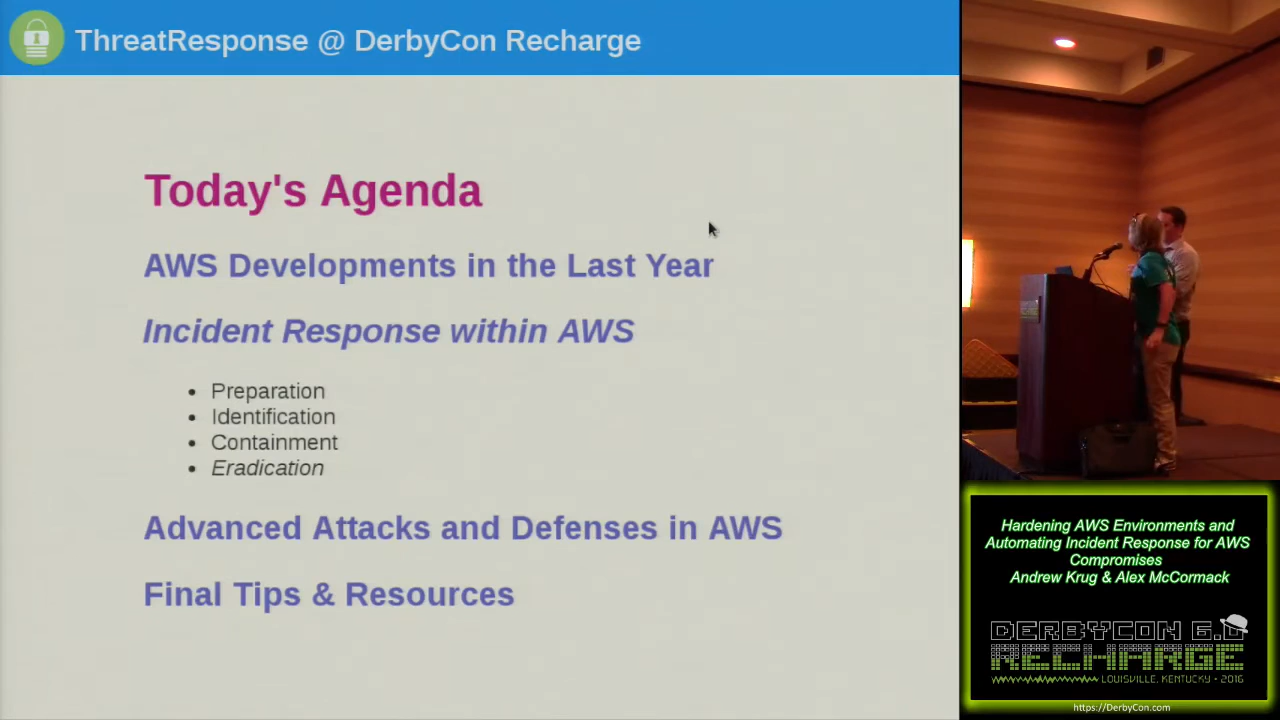 ThreatResponse @ DerbyCon Recharge
Today's Agenda
AWS Developments in the Last Year
Incident Response within AWS
Preparation
Identification
Containment
Eradication
Advanced Attacks and Defenses in AWS
Final Tips & Resources
Hardening AWS Environments and
Automating Incident Response for AWS
Compromises
Andrew Krug & Alex McCormack
DERBYCON 6.0
RECHARGE
LOUISVILLE, KENTUCKY • 2016
https://DerbyCon.com